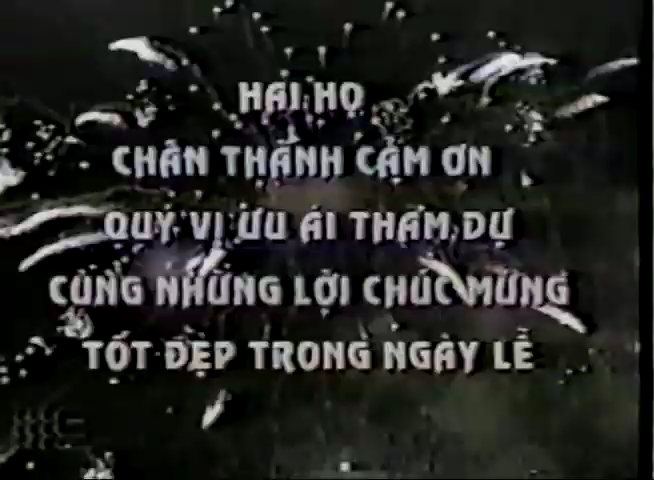 HAI HỌ
CHÂN THÀNH CẢM ƠN
QUÝ VỊ ƯU ÁI THAM DỰ
CÙNG NHỮNG LỜI CHÚC MỪNG
TỐT ĐẸP TRONG NGÀY LỄ